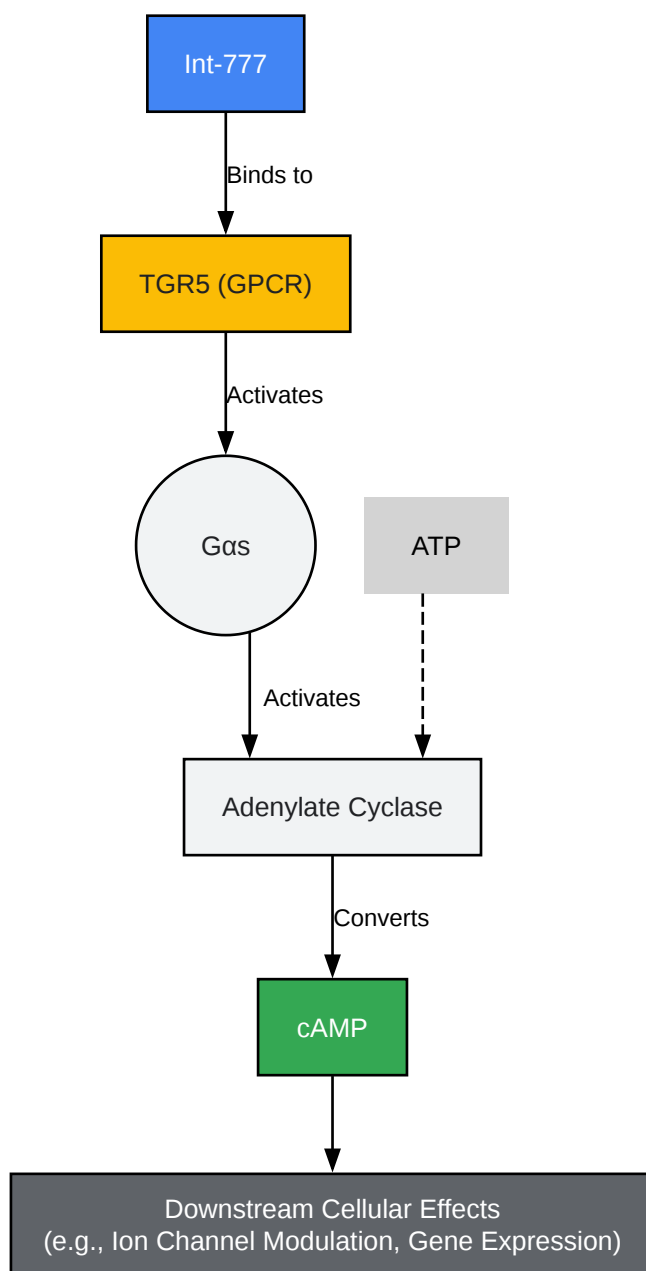 Int-777
Binds to
TGR5 (GPCR)
Activates
Gαs
ATP
Activates
Adenylate Cyclase
Converts
cAMP
Downstream Cellular Effects
(e.g., Ion Channel Modulation, Gene Expression)